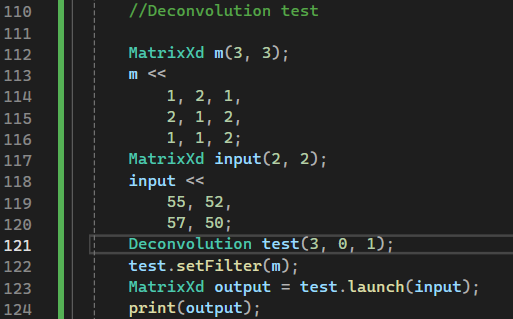 110 //Deconvolution test
111
112 MatrixXd m(3, 3);
113 m <<
114 1, 2, 1,
115 2, 1, 2,
116 1, 1, 2;
117 MatrixXd input(2, 2);
118 input <<
119 55, 52,
120 57, 50;
121 Deconvolution test(3, 0, 1);
122 test.setFilter(m);
123 MatrixXd output = test.launch(input);
124 print(output);